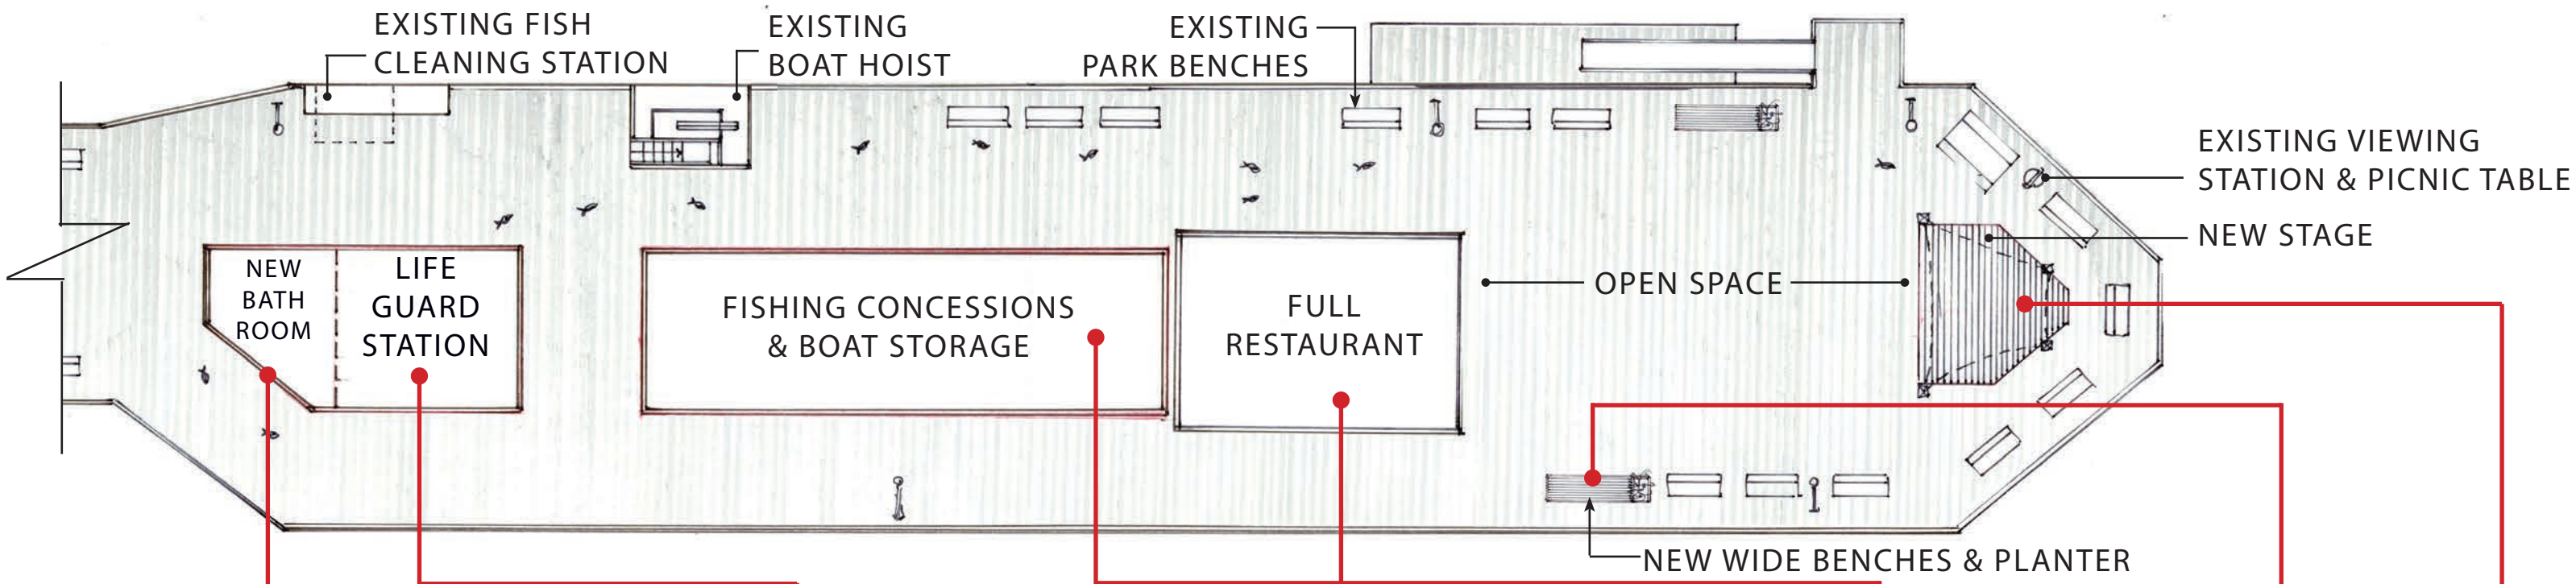 EXISTING FISH
CLEANING STATION
EXISTING
BOAT HOIST
EXISTING
PARK BENCHES
EXISTING VIEWING
STATION & PICNIC TABLE
NEW STAGE
NEW
BATH
ROOM
LIFE
GUARD
STATION
FISHING CONCESSIONS
& BOAT STORAGE
FULL
RESTAURANT
OPEN SPACE
NEW WIDE BENCHES & PLANTER